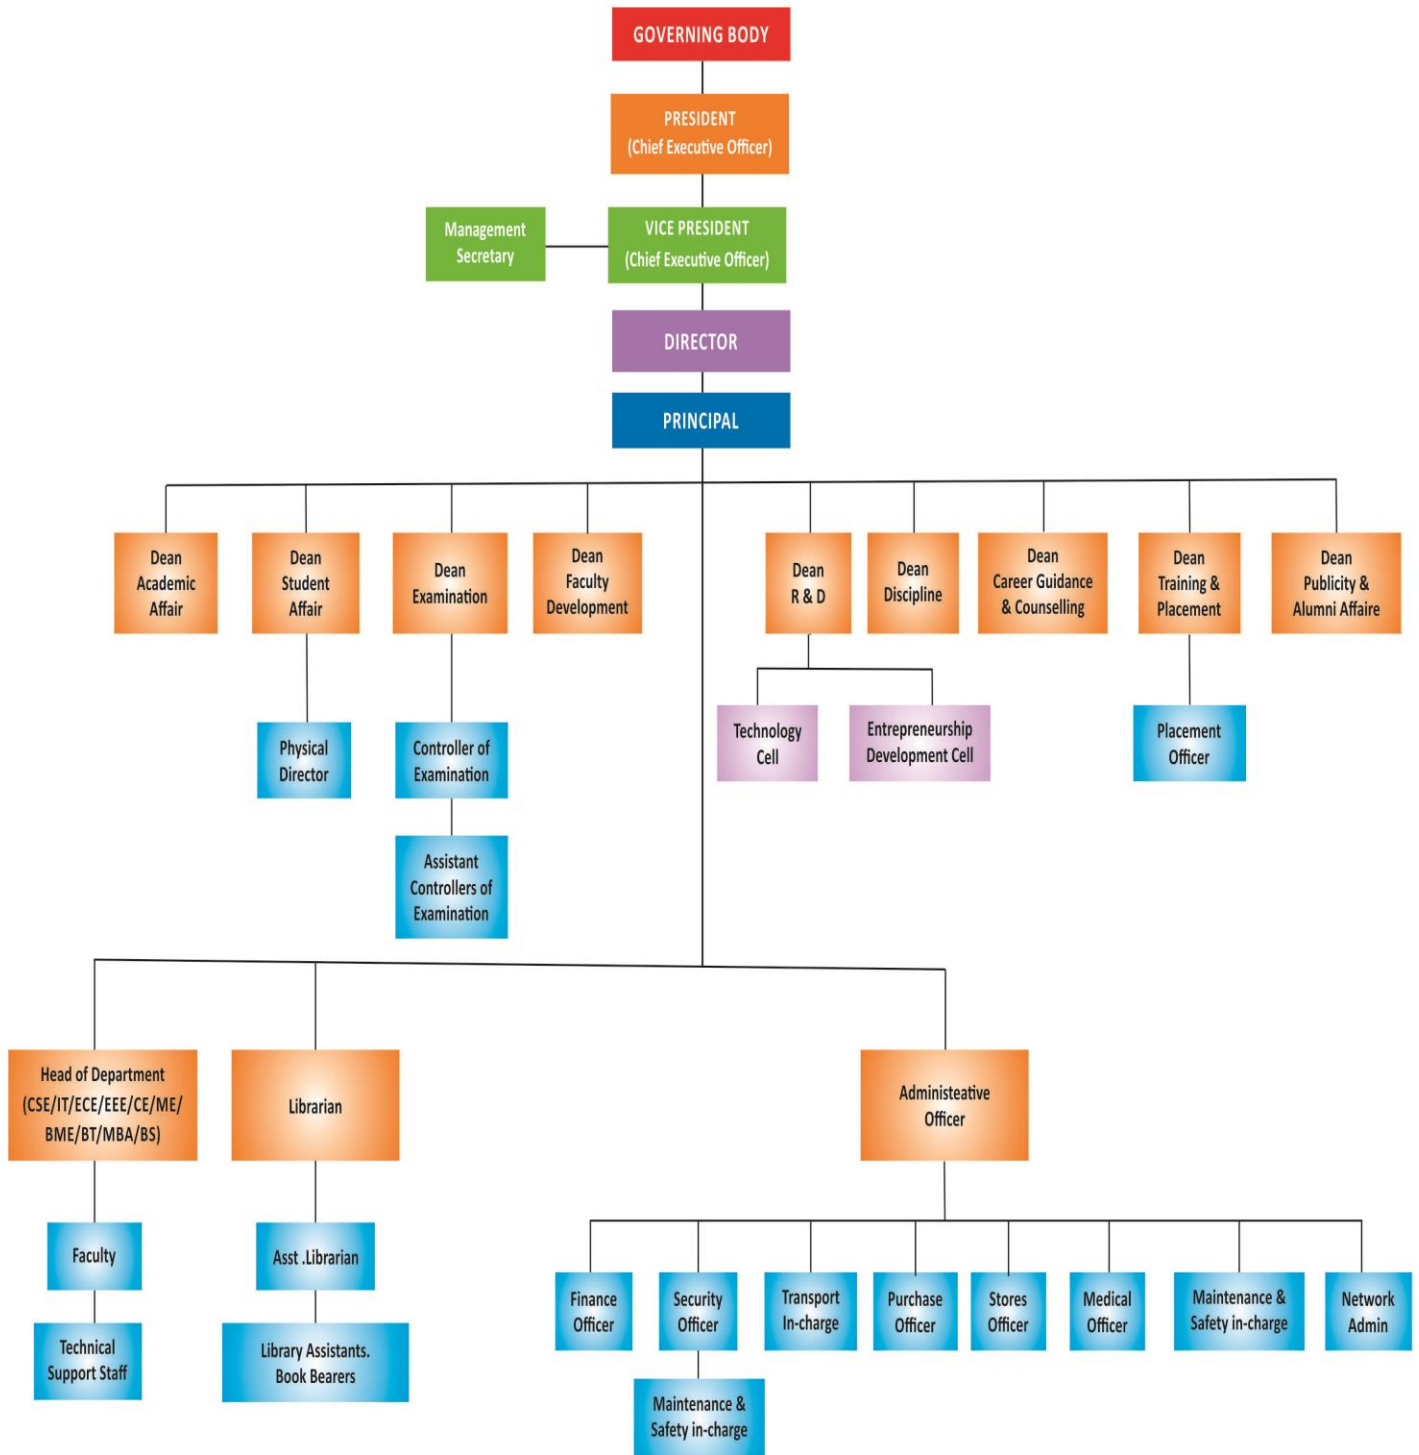 GOVERNING BODY
PRESIDENT
(Chief Executive Officer)
Management
Secretary
VICE PRESIDENT
(Chief Executive Officer)
DIRECTOR
PRINCIPAL
Dean
Academic
Affair
Dean
Student
Affair
Dean
Examination
Dean
Faculty
Development
Dean
R & D
Dean
Discipline
Dean
Career Guidance
& Counselling
Dean
Training &
Placement
Dean
Publicity &
Alumni Affaire
Physical
Director
Controller of
Examination
Technology
Cell
Entrepreneurship
Development Cell
Placement
Officer
Assistant
Controllers of
Examination
Head of Department
(CSE/IT/ECE/EEE/CE/ME/
BME/BT/MBA/BS)
Librarian
Administeative
Officer
Faculty
Asst .Librarian
Technical
Support Staff
Library Assistants.
Book Bearers
Finance
Officer
Security
Officer
Transport
In-charge
Purchase
Officer
Stores
Officer
Medical
Officer
Maintenance &
Safety in-charge
Network
Admin
Maintenance &
Safety in-charge